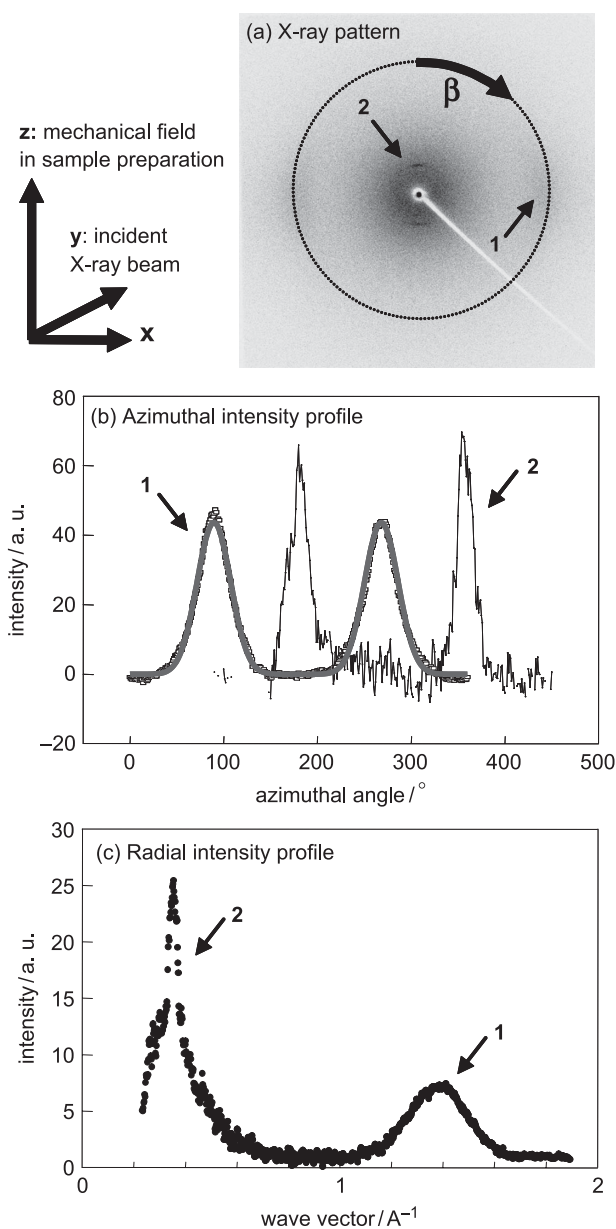 (a) X-ray pattern
β
2
1
z: mechanical field
in sample preparation
y: incident
X-ray beam
x
(b) Azimuthal intensity profile
80
60
40
20
0
−20
1
2
intensity / a. u.
0 100 200 300 400 500
azimuthal angle / °
(c) Radial intensity profile
30
25
20
15
10
5
0
2
1
intensity / a. u.
0 1 2
wave vector / A⁻¹